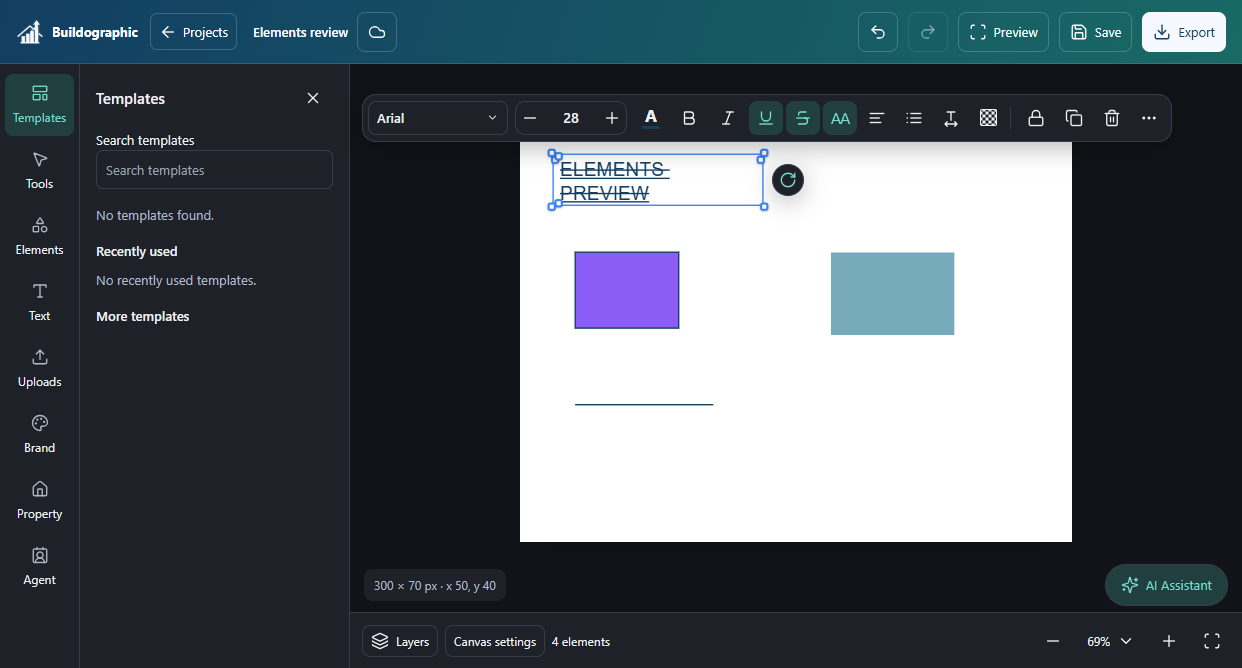 Buildographic
Projects
Elements review
Preview
Save
Export
Templates
Tools
Elements
Text
Uploads
Brand
Property
Agent
Templates
Search templates
Search templates
No templates found.
Recently used
No recently used templates.
More templates
Arial
28
A
B
I
U
S
AA
T
ELEMENTS
PREVIEW
300 × 70 px · x 50, y 40
AI Assistant
Layers
Canvas settings
4 elements
69%